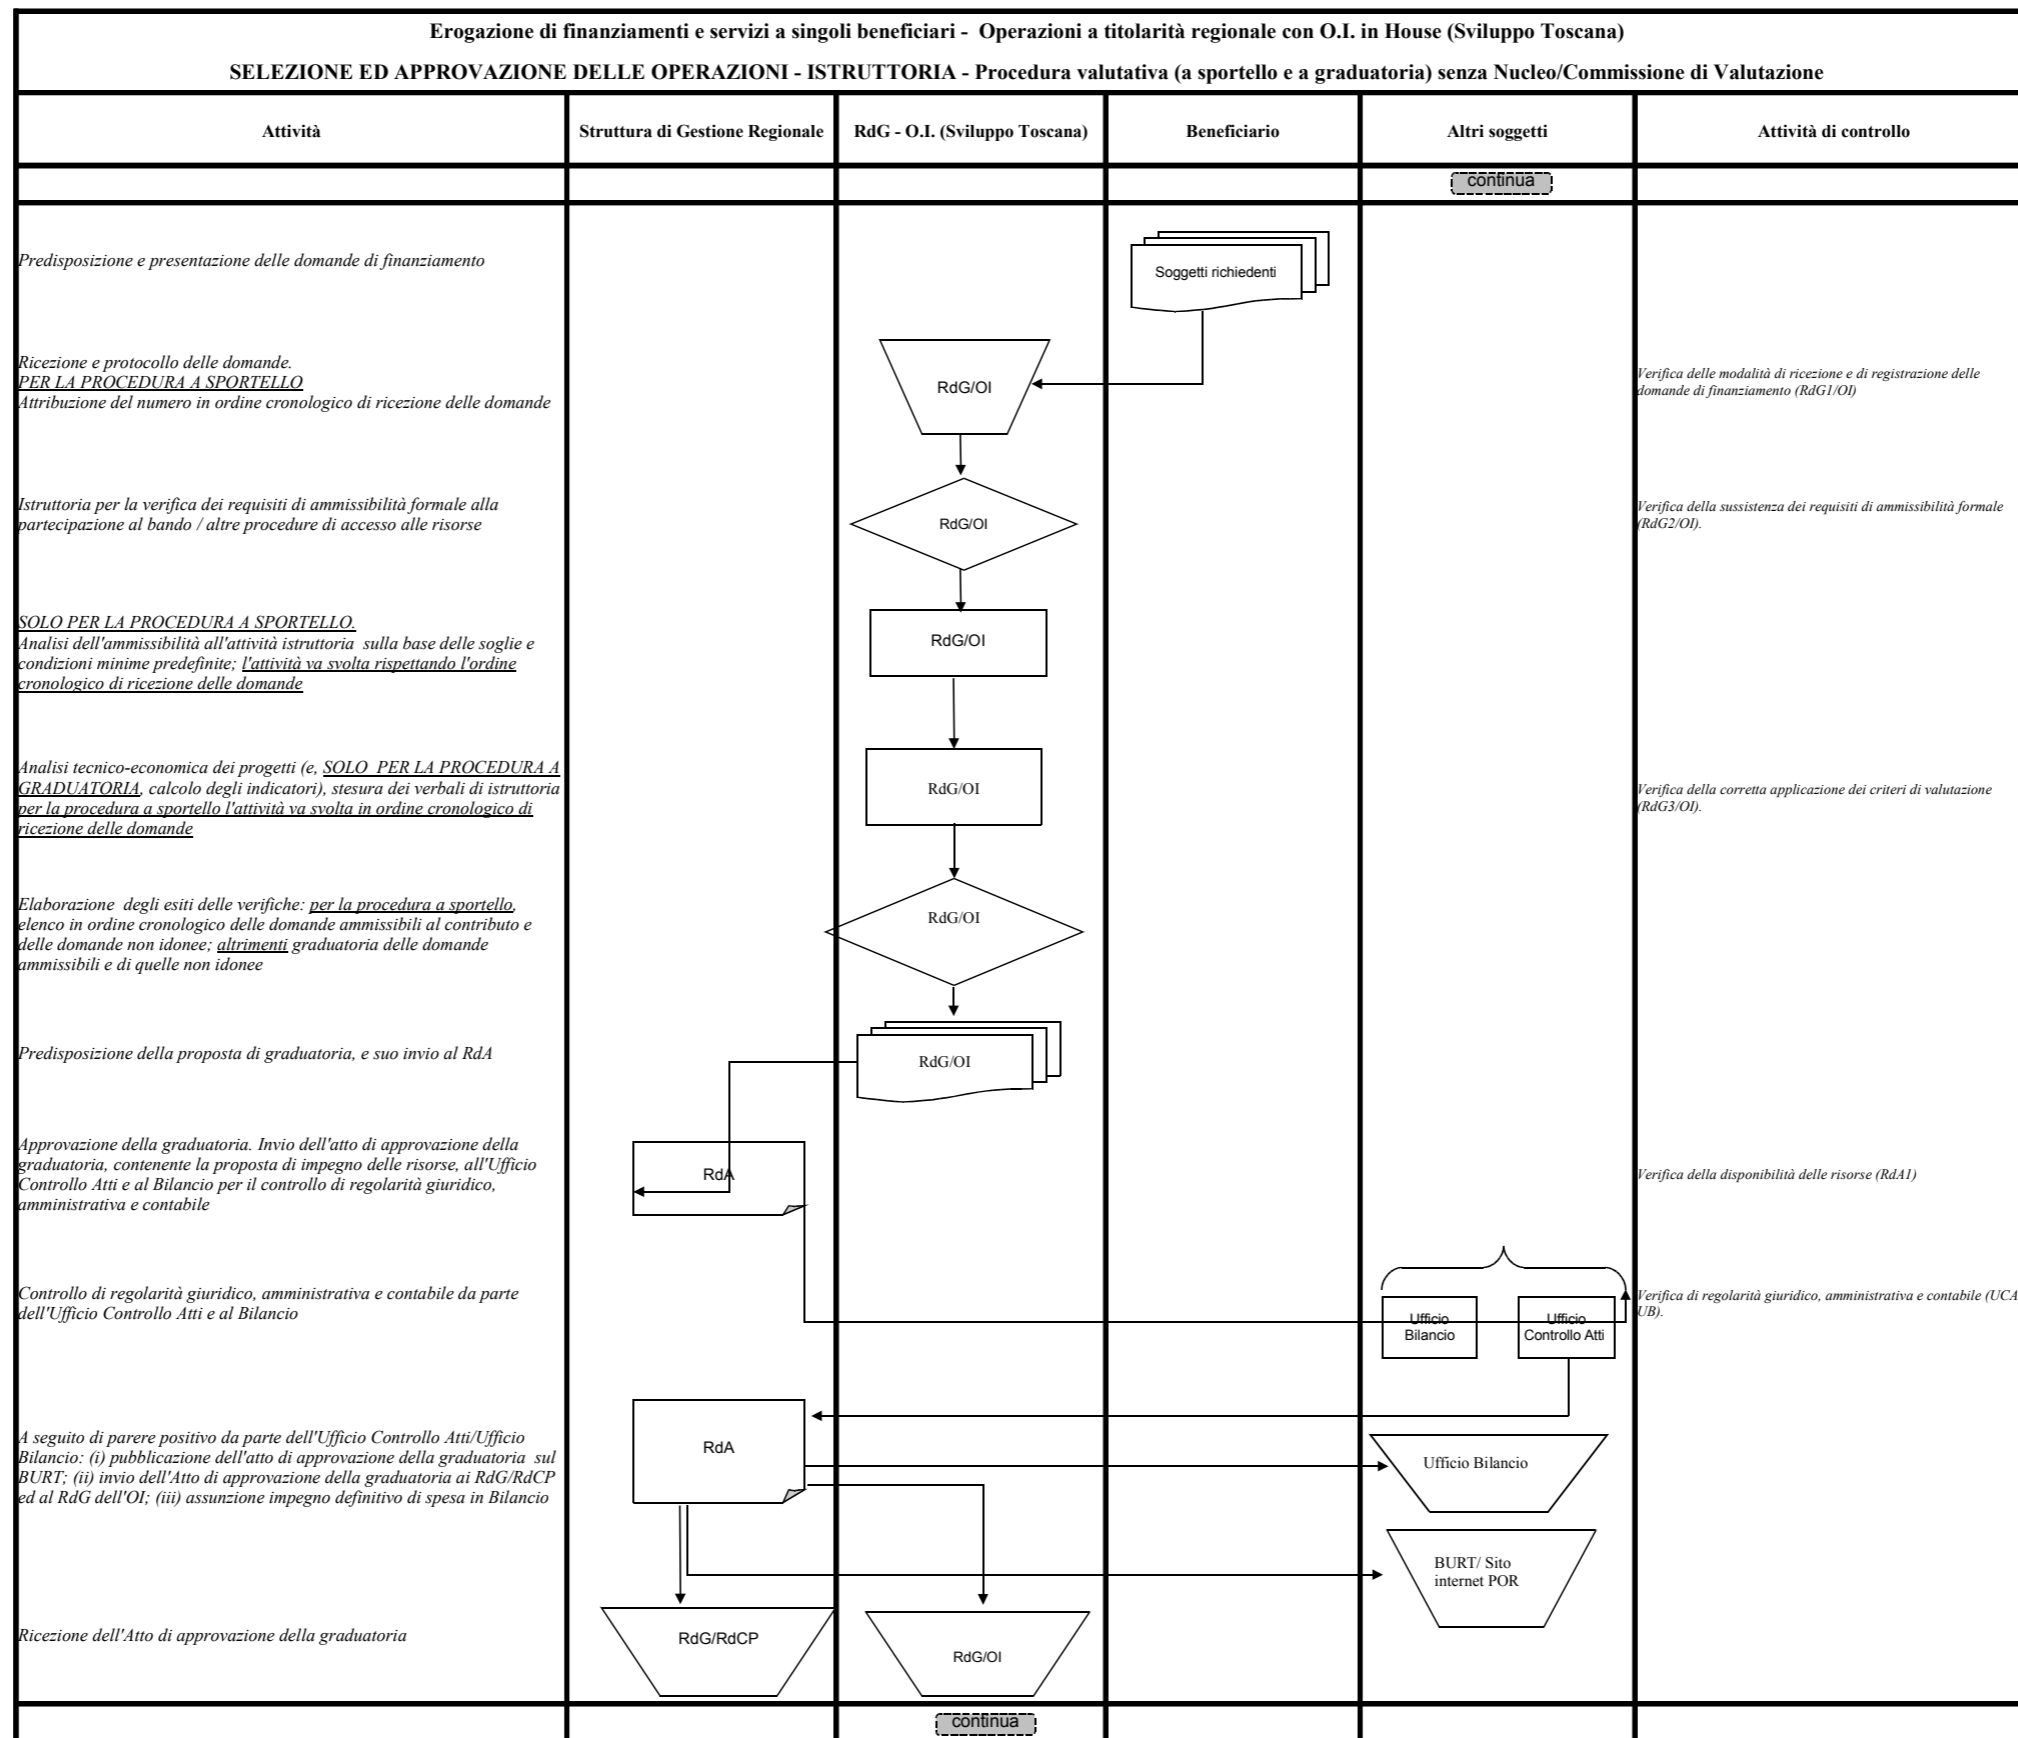 Erogazione di finanziamenti e servizi a singoli beneficiari - Operazioni a titolarità regionale con O.I. in House (Sviluppo Toscana)
SELEZIONE ED APPROVAZIONE DELLE OPERAZIONI - ISTRUTTORIA - Procedura valutativa (a sportello e a graduatoria) senza Nucleo/Commissione di Valutazione
Attività
Struttura di Gestione Regionale
RdG - O.I. (Sviluppo Toscana)
Beneficiario
Altri soggetti
Attività di controllo
continua
Predisposizione e presentazione delle domande di finanziamento
Soggetti richiedenti
Ricezione e protocollo delle domande.
PER LA PROCEDURA A SPORTELLO
Attribuzione del numero in ordine cronologico di ricezione delle domande
RdG/OI
Verifica delle modalità di ricezione e di registrazione delle
domande di finanziamento (RdG1/OI)
Istruttoria per la verifica dei requisiti di ammissibilità formale alla
partecipazione al bando / altre procedure di accesso alle risorse
RdG/OI
Verifica della sussistenza dei requisiti di ammissibilità formale
(RdG2/OI).
SOLO PER LA PROCEDURA A SPORTELLO.
Analisi dell'ammissibilità all'attività istruttoria sulla base delle soglie e
condizioni minime predefinite; l'attività va svolta rispettando l'ordine
cronologico di ricezione delle domande
RdG/OI
Analisi tecnico-economica dei progetti (e, SOLO PER LA PROCEDURA A
GRADUATORIA, calcolo degli indicatori), stesura dei verbali di istruttoria
per la procedura a sportello l'attività va svolta in ordine cronologico di
ricezione delle domande
RdG/OI
Verifica della corretta applicazione dei criteri di valutazione
(RdG3/OI).
Elaborazione degli esiti delle verifiche: per la procedura a sportello,
elenco in ordine cronologico delle domande ammissibili al contributo e
delle domande non idonee; altrimenti graduatoria delle domande
ammissibili e di quelle non idonee
RdG/OI
Predisposizione della proposta di graduatoria, e suo invio al RdA
RdG/OI
Approvazione della graduatoria. Invio dell'atto di approvazione della
graduatoria, contenente la proposta di impegno delle risorse, all'Ufficio
Controllo Atti e al Bilancio per il controllo di regolarità giuridico,
amministrativa e contabile
RdA
Verifica della disponibilità delle risorse (RdA1)
Controllo di regolarità giuridico, amministrativa e contabile da parte
dell'Ufficio Controllo Atti e al Bilancio
Ufficio
Bilancio
Ufficio
Controllo Atti
Verifica di regolarità giuridico, amministrativa e contabile (UCA
UB).
A seguito di parere positivo da parte dell'Ufficio Controllo Atti/Ufficio
Bilancio: (i) pubblicazione dell'atto di approvazione della graduatoria sul
BURT; (ii) invio dell'Atto di approvazione della graduatoria ai RdG/RdCP
ed al RdG dell'OI; (iii) assunzione impegno definitivo di spesa in Bilancio
RdA
Ufficio Bilancio
BURT/ Sito
internet POR
Ricezione dell'Atto di approvazione della graduatoria
RdG/RdCP
RdG/OI
continua